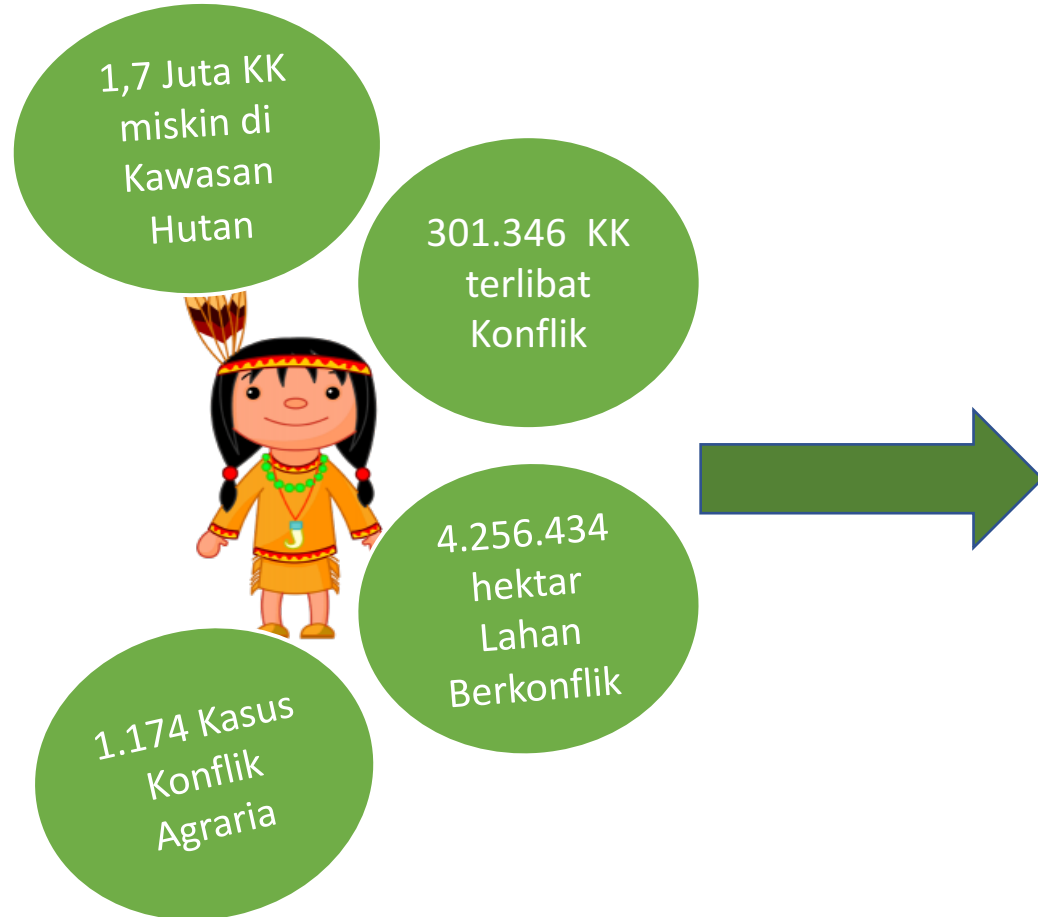 1,7 Juta KK
miskin di
Kawasan
Hutan
301.346 KK
terlibat
Konflik
4.256.434
hektar
Lahan
Berkonflik
1.174 Kasus
Konflik
Agraria